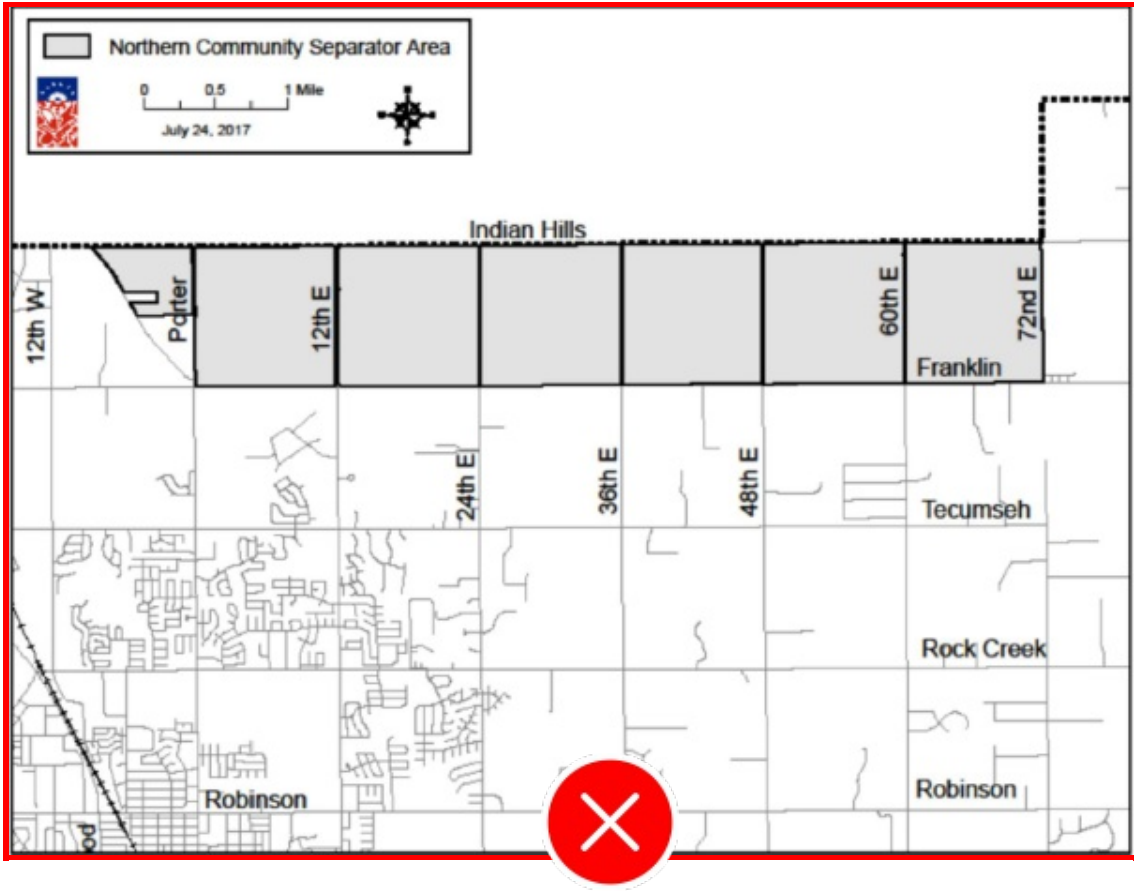 Northern Community Separator Area
0 0.5 1 Mile
July 24, 2017
Indian Hills
12th W
Porter
12th E
60th E
72nd E
Franklin
24th E
36th E
48th E
Tecumseh
Rock Creek
Robinson
Robinson
od